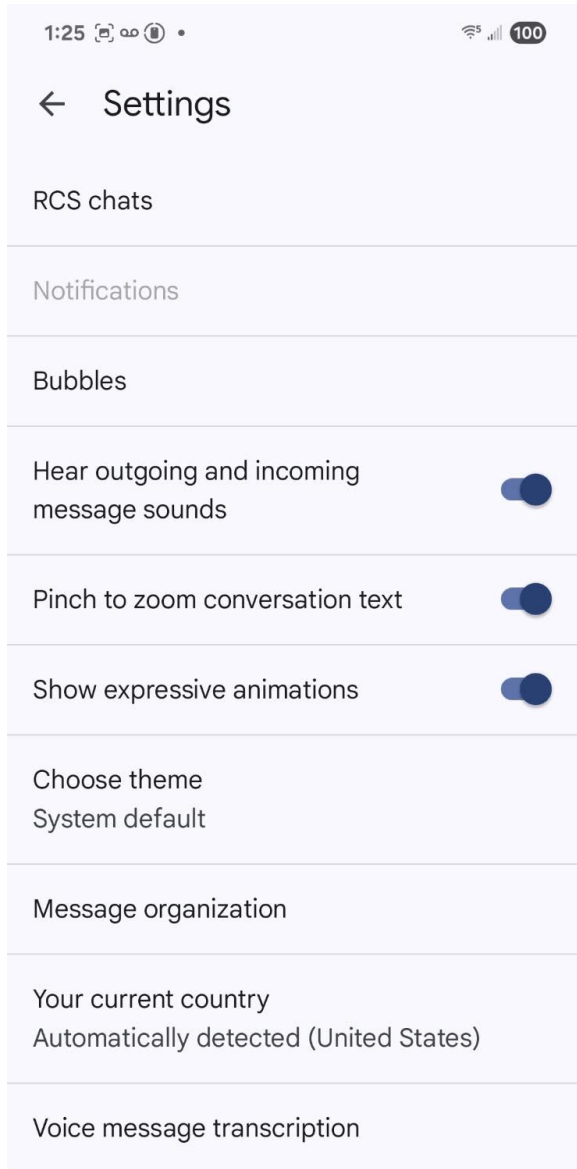 1:25
5
100
Settings
RCS chats
Notifications
Bubbles
Hear outgoing and incoming
message sounds
Pinch to zoom conversation text
Show expressive animations
Choose theme
System default
Message organization
Your current country
Automatically detected (United States)
Voice message transcription